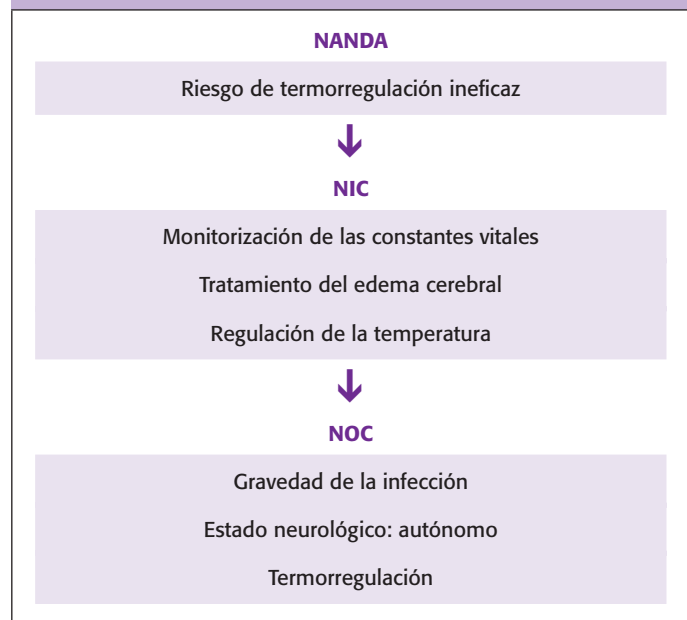 NANDA
Riesgo de termorregulación ineficaz
NIC
Monitorización de las constantes vitales
Tratamiento del edema cerebral
Regulación de la temperatura
NOC
Gravedad de la infección
Estado neurológico: autónomo
Termorregulación